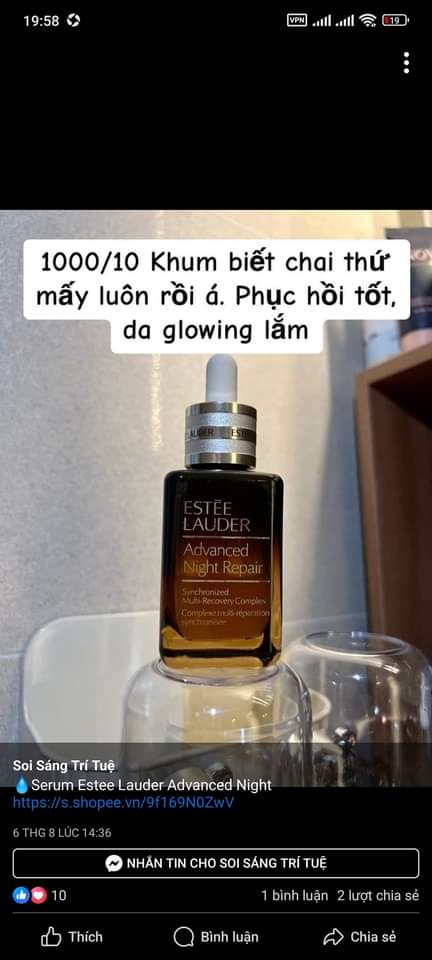 19:58
VPN
19
1000/10 Khum biết chai thứ
mấy luôn rồi á. Phục hồi tốt,
da glowing lắm
LAUDER ESTĒ
ESTĒE
LAUDER
Advanced
Night Repair
Synchronized
Multi-Recovery Complex
Complexe multi-réparation
synchronisée
Soi Sáng Trí Tuệ
💧Serum Estee Lauder Advanced Night
https://s.shopee.vn/9f169N0ZwV
6 THG 8 LÚC 14:36
NHẮN TIN CHO SOI SÁNG TRÍ TUỆ
10
1 bình luận 2 lượt chia sẻ
Thích
Bình luận
Chia sẻ